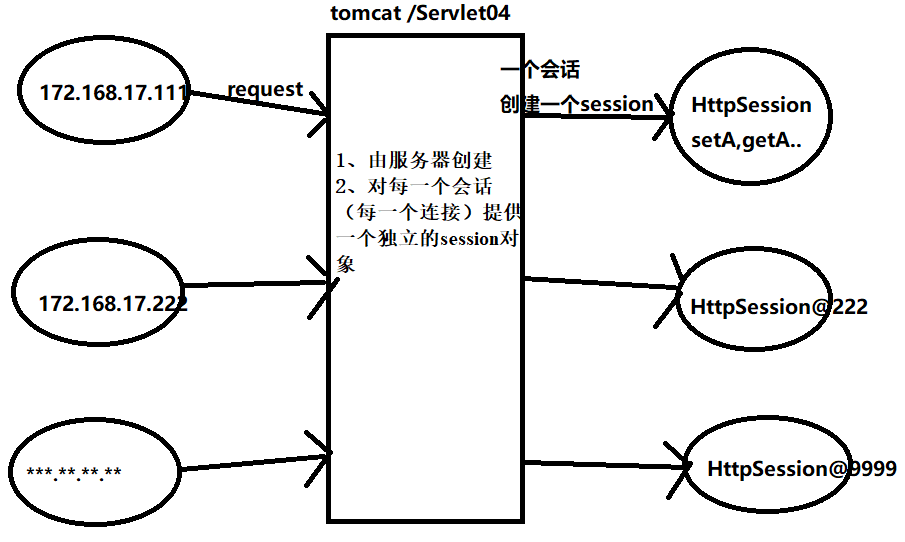 tomcat /Servlet04
172.168.17.111
request
一个会话
创建一个session
HttpSession
setA,getA..
1、由服务器创建
2、对每一个会话
（每一个连接）提供
一个独立的session对
象
172.168.17.222
HttpSession@222
***.**.**.**
HttpSession@9999